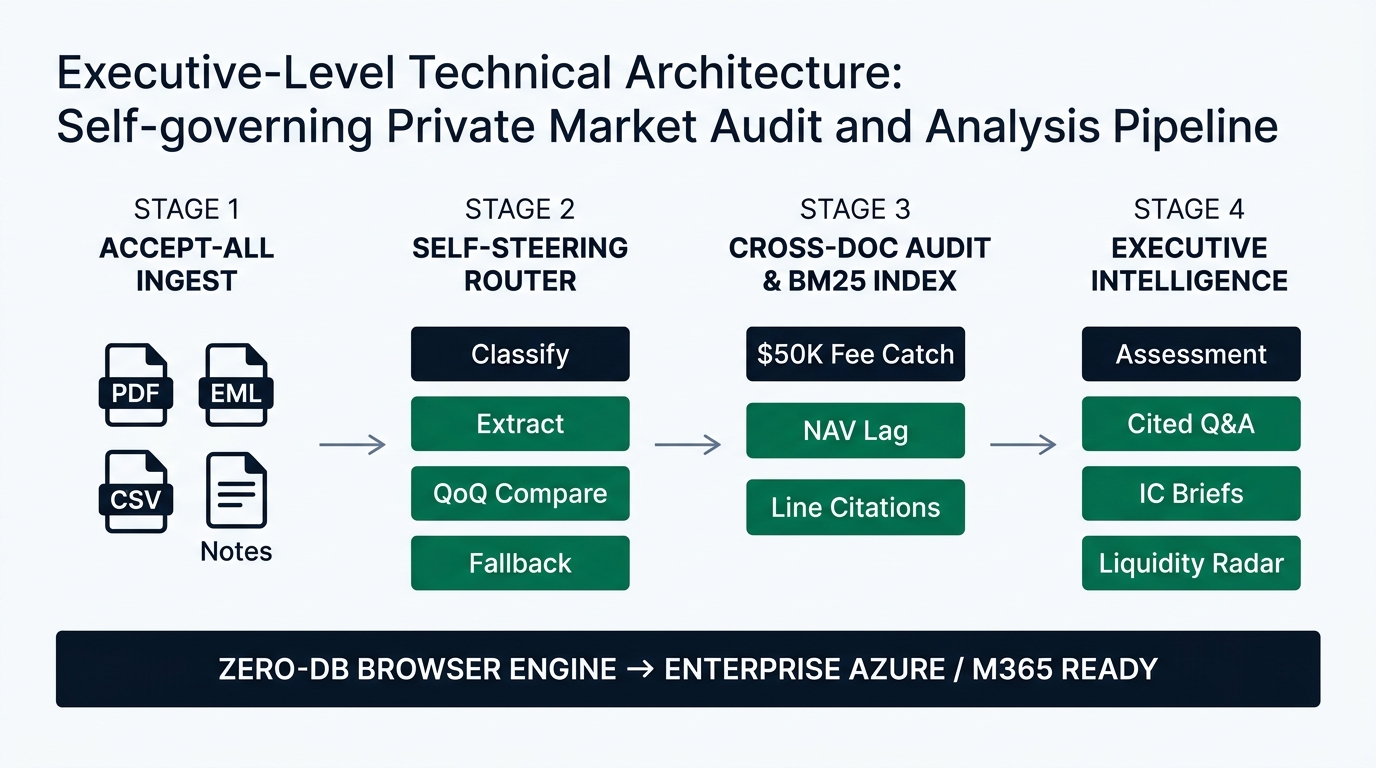 Executive-Level Technical Architecture:
Self-governing Private Market Audit and Analysis Pipeline
STAGE 1
ACCEPT-ALL
INGEST
PDF
EML
CSV
Notes
STAGE 2
SELF-STEERING
ROUTER
Classify
Extract
QoQ Compare
Fallback
STAGE 3
CROSS-DOC AUDIT
& BM25 INDEX
$50K Fee Catch
NAV Lag
Line Citations
STAGE 4
EXECUTIVE
INTELLIGENCE
Assessment
Cited Q&A
IC Briefs
Liquidity Radar
ZERO-DB BROWSER ENGINE → ENTERPRISE AZURE / M365 READY